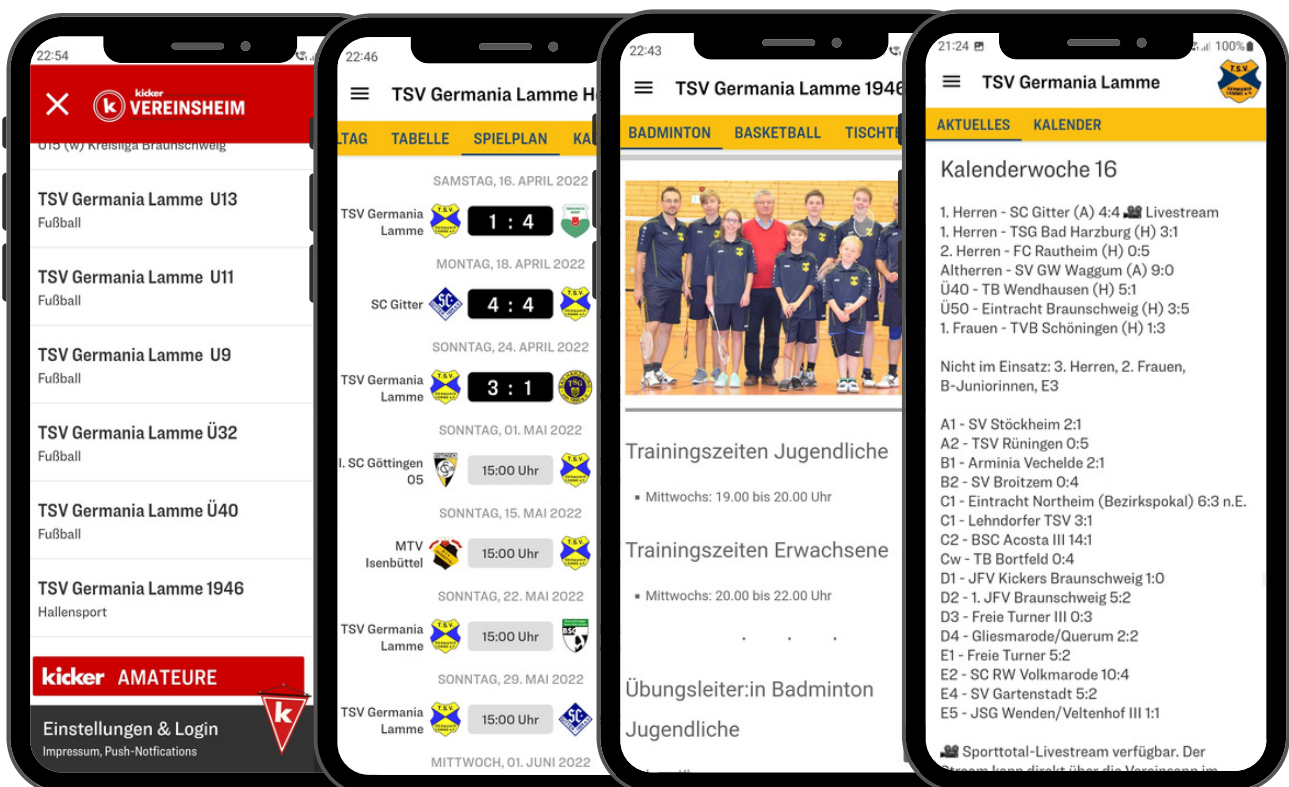 22:54
kicker
VEREINSHEIM
U15 (w) Kreisliga Braunschweig
TSV Germania Lamme U13
Fußball
TSV Germania Lamme U11
Fußball
TSV Germania Lamme U9
Fußball
TSV Germania Lamme Ü32
Fußball
TSV Germania Lamme Ü40
Fußball
TSV Germania Lamme 1946
Hallensport
kicker AMATEURE
Einstellungen & Login
Impressum, Push-Notfications
22:46
TSV Germania Lamme H
LTAG TABELLE SPIELPLAN KA
SAMSTAG, 16. APRIL 2022
TSV Germania
Lamme
1 : 4
MONTAG, 18. APRIL 2022
SC Gitter
4 : 4
SONNTAG, 24. APRIL 2022
TSV Germania
Lamme
3 : 1
SONNTAG, 01. MAI 2022
I. SC Göttingen
05
15:00 Uhr
SONNTAG, 15. MAI 2022
MTV
Isenbüttel
15:00 Uhr
SONNTAG, 22. MAI 2022
TSV Germania
Lamme
15:00 Uhr
SONNTAG, 29. MAI 2022
TSV Germania
Lamme
15:00 Uhr
MITTWOCH, 01. JUNI 2022
22:43
TSV Germania Lamme 1946
BADMINTON BASKETBALL TISCHTE
Trainingszeiten Jugendliche
▪ Mittwochs: 19.00 bis 20.00 Uhr
Trainingszeiten Erwachsene
▪ Mittwochs: 20.00 bis 22.00 Uhr
. . .
Übungsleiter:in Badminton
Jugendliche
21:24 100%
TSV Germania Lamme
T.S.V.
GERMANIA
LAMME e.V.
AKTUELLES KALENDER
Kalenderwoche 16
1. Herren - SC Gitter (A) 4:4 🎥 Livestream
1. Herren - TSG Bad Harzburg (H) 3:1
2. Herren - FC Rautheim (H) 0:5
Altherren - SV GW Waggum (A) 9:0
Ü40 - TB Wendhausen (H) 5:1
Ü50 - Eintracht Braunschweig (H) 3:5
1. Frauen - TVB Schöningen (H) 1:3
Nicht im Einsatz: 3. Herren, 2. Frauen,
B-Juniorinnen, E3
A1 - SV Stöckheim 2:1
A2 - TSV Rüningen 0:5
B1 - Arminia Vechelde 2:1
B2 - SV Broitzem 0:4
C1 - Eintracht Northeim (Bezirkspokal) 6:3 n.E.
C1 - Lehndorfer TSV 3:1
C2 - BSC Acosta III 14:1
Cw - TB Bortfeld 0:4
D1 - JFV Kickers Braunschweig 1:0
D2 - 1. JFV Braunschweig 5:2
D3 - Freie Turner III 0:3
D4 - Gliesmarode/Querum 2:2
E1 - Freie Turner 5:2
E2 - SC RW Volkmarode 10:4
E4 - SV Gartenstadt 5:2
E5 - JSG Wenden/Veltenhof III 1:1
🎥 Sporttotal-Livestream verfügbar. Der
Stream kann direkt über die Vereinsapp im